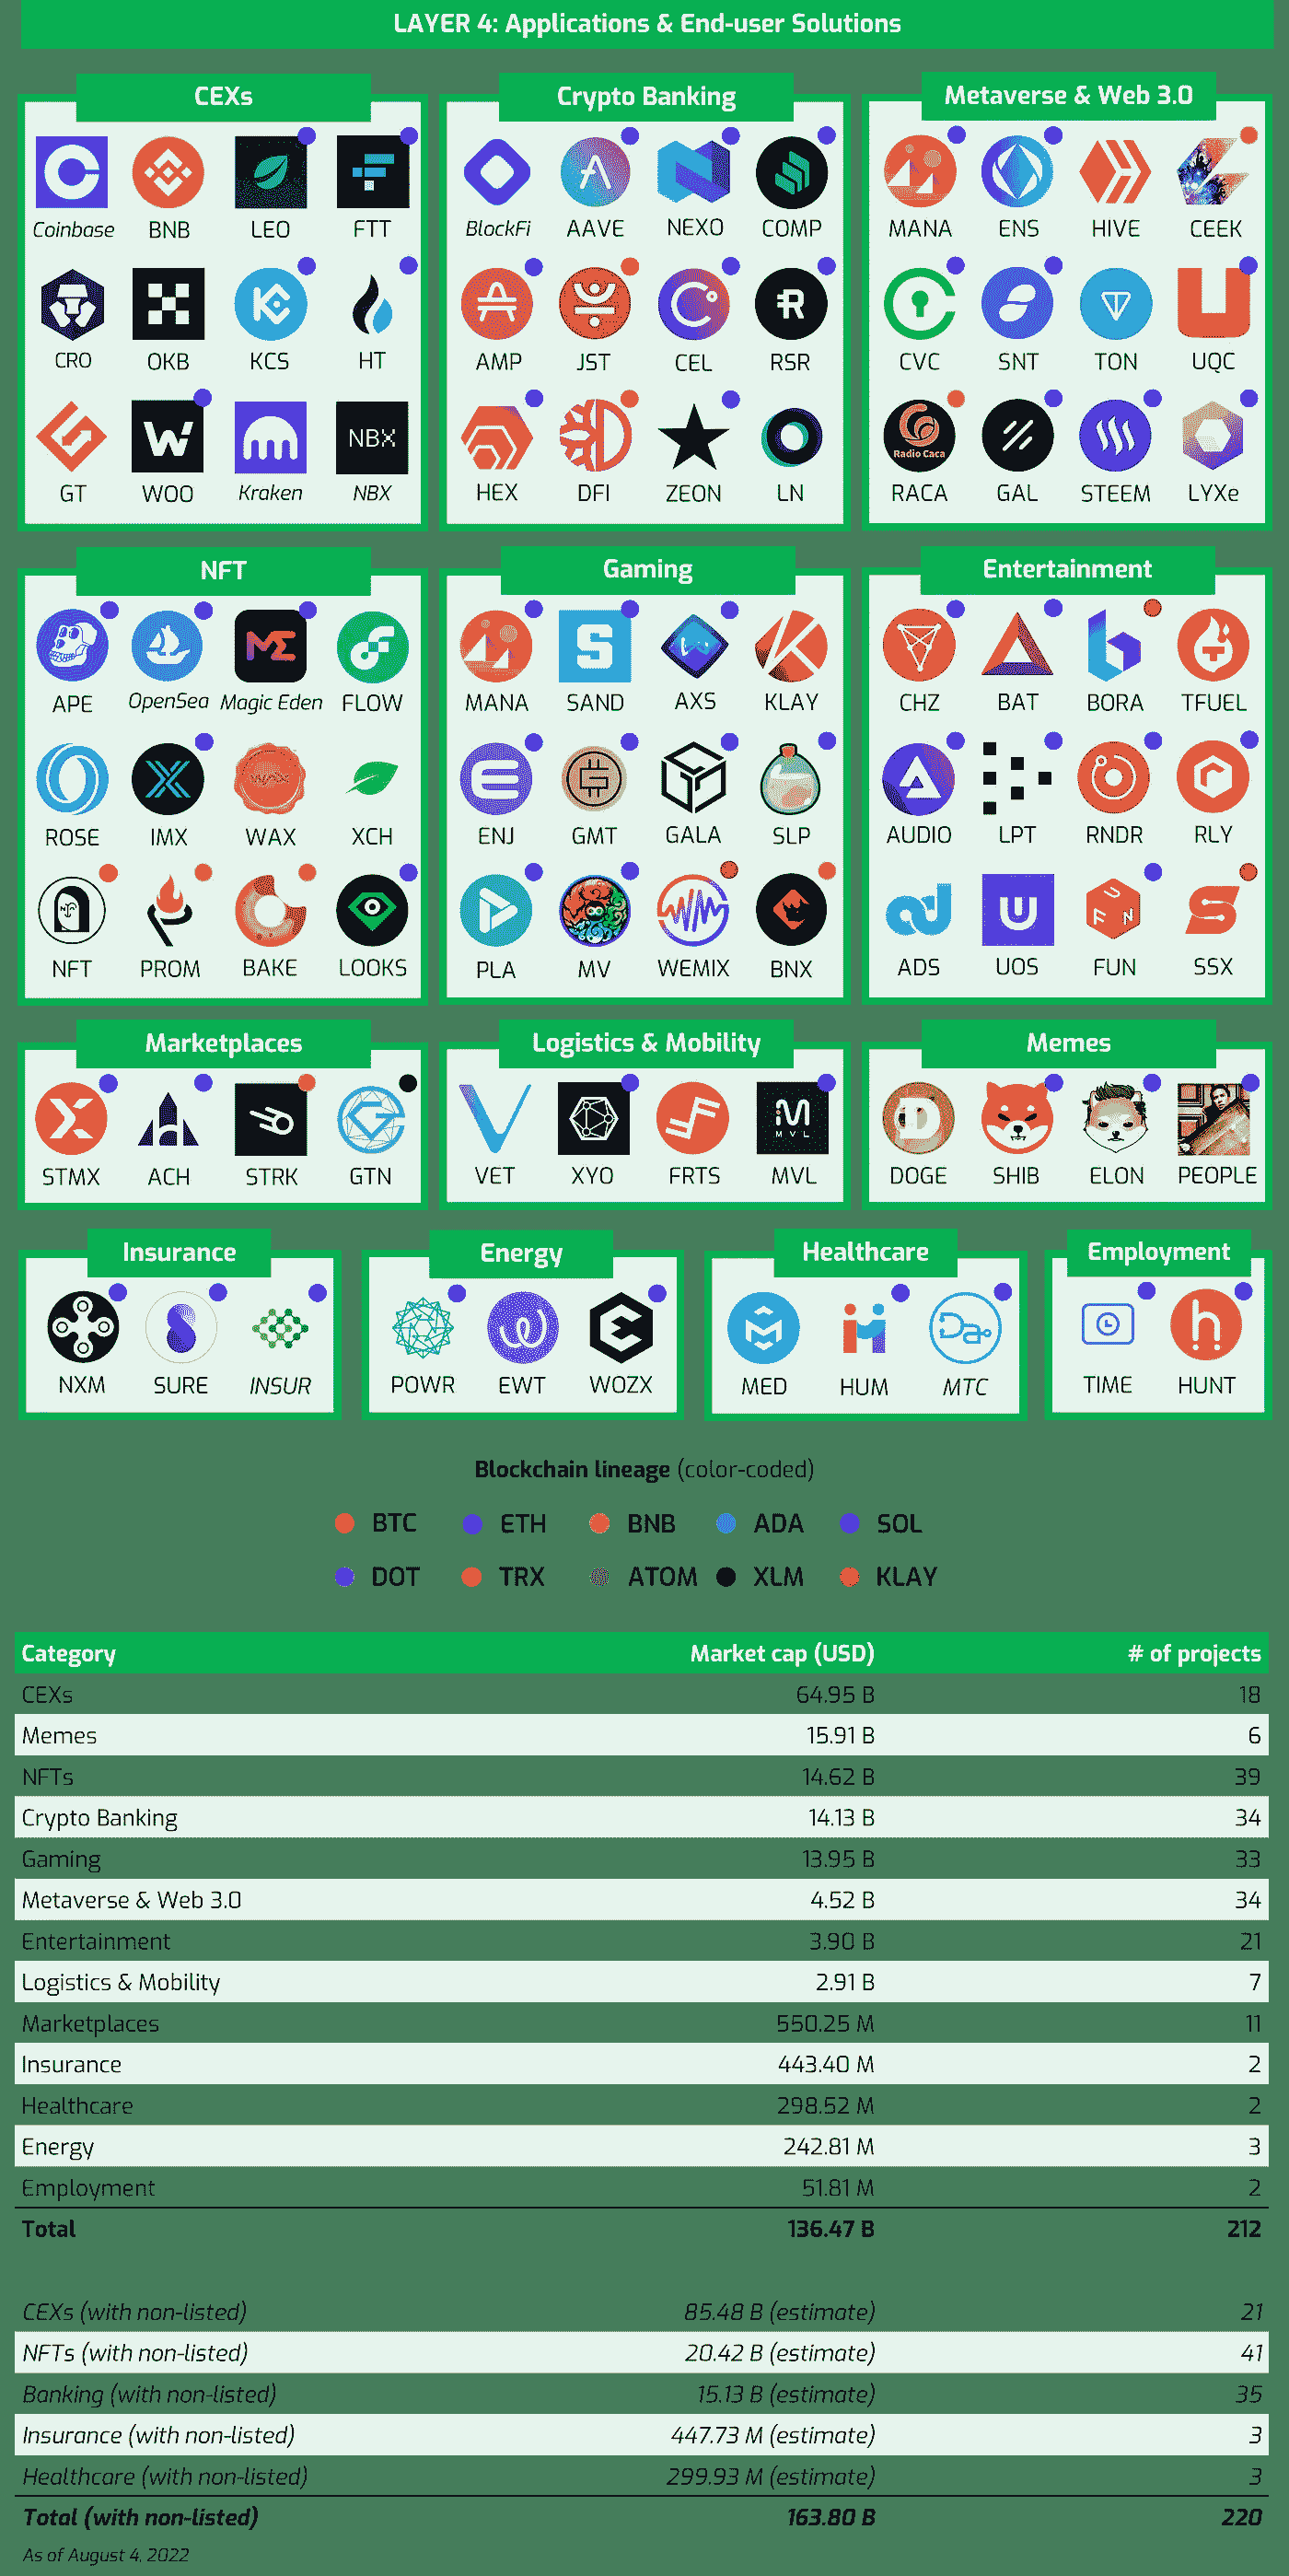 LAYER 4: Applications & End-user Solutions
CEXs
Coinbase BNB LEO FTT
CRO OKB KCS HT
NBX
GT WOO Kraken NBX
Crypto Banking
BlockFi AAVE NEXO COMP
AMP JST CEL RSR
HEX DFI ZEON LN
Metaverse & Web 3.0
MANA ENS HIVE CEEK
CVC SNT TON UQC
Radio Caca
RACA GAL STEEM LYXe
NFT
APE OpenSea Magic Eden FLOW
WAX
ROSE IMX WAX XCH
NFT PROM BAKE LOOKS
Gaming
MANA SAND AXS KLAY
ENJ GMT GALA SLP
PLA MV WEMIX BNX
Entertainment
CHZ BAT BORA TFUEL
AUDIO LPT RNDR RLY
FUN
ADS UOS FUN SSX
Marketplaces
STMX ACH STRK GTN
Logistics & Mobility
MVL
VET XYO FRTS MVL
Memes
DOGE SHIB ELON PEOPLE
Insurance
NXM SURE INSUR
Energy
POWR EWT WOZX
Healthcare
MED HUM MTC
Employment
TIME HUNT
Blockchain lineage (color-coded)
BTC ETH BNB ADA SOL
DOT TRX ATOM XLM KLAY
Category Market cap (USD) # of projects
CEXs 64.95 B 18
Memes 15.91 B 6
NFTs 14.62 B 39
Crypto Banking 14.13 B 34
Gaming 13.95 B 33
Metaverse & Web 3.0 4.52 B 34
Entertainment 3.90 B 21
Logistics & Mobility 2.91 B 7
Marketplaces 550.25 M 11
Insurance 443.40 M 2
Healthcare 298.52 M 2
Energy 242.81 M 3
Employment 51.81 M 2
Total 136.47 B 212
CEXs (with non-listed) 85.48 B (estimate) 21
NFTs (with non-listed) 20.42 B (estimate) 41
Banking (with non-listed) 15.13 B (estimate) 35
Insurance (with non-listed) 447.73 M (estimate) 3
Healthcare (with non-listed) 299.93 M (estimate) 3
Total (with non-listed) 163.80 B 220
As of August 4, 2022